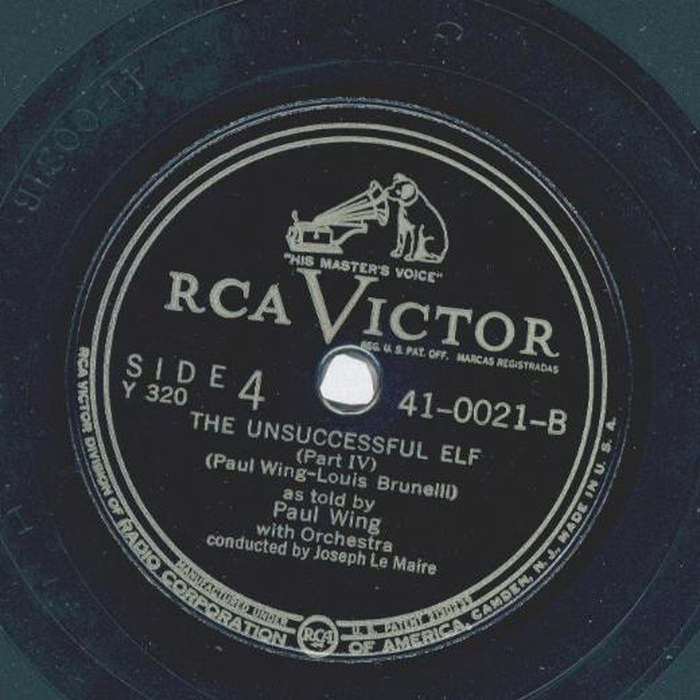 "HIS MASTER'S VOICE"
RCA VICTOR
REG. U. S. PAT. OFF. MARCAS REGISTRADAS
SIDE 4
Y 320
41-0021-B
THE UNSUCCESSFUL ELF
(Part IV)
(Paul Wing-Louis Brunelli)
as told by
Paul Wing
with Orchestra
conducted by Joseph Le Maire
MANUFACTURED UNDER RCA U. S. PATENT
RCA VICTOR DIVISION OF RADIO CORPORATION OF AMERICA, CAMDEN, N. J., MADE IN U. S. A.